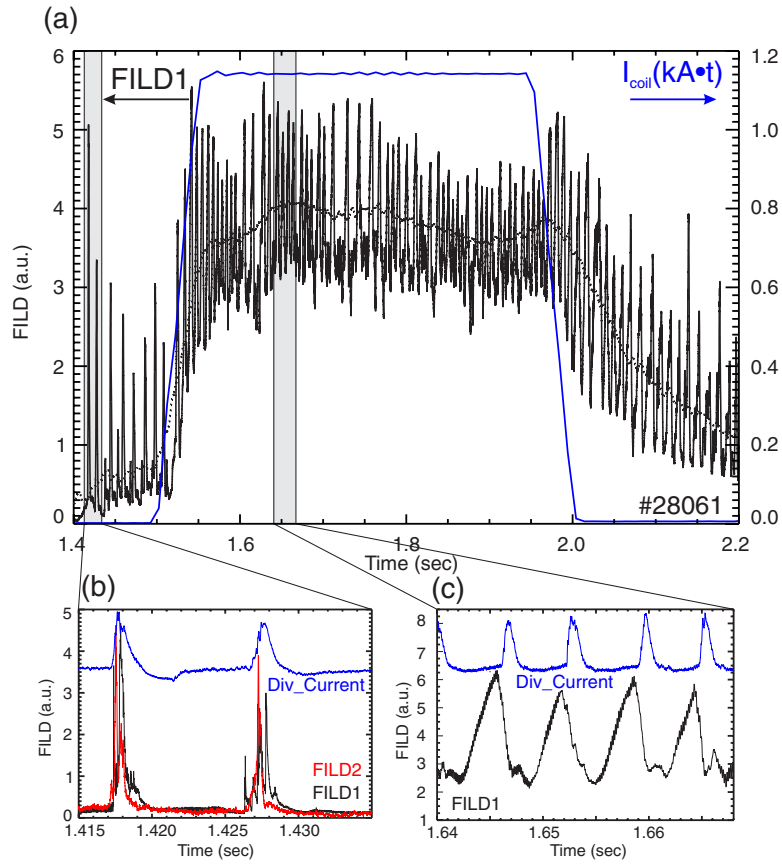 (a)
6
5
4
3
2
1
0
FILD (a.u.)
FILD1
I_coil(kA•t)
1.2
1.0
0.8
0.6
0.4
0.2
0.0
#28061
1.4 1.6 1.8 2.0 2.2
Time (sec)
(b)
5
4
3
2
1
0
FILD (a.u.)
Div_Current
FILD2
FILD1
1.415 1.420 1.425 1.430
Time (sec)
(c)
8
7
6
5
4
3
2
1
FILD (a.u.)
Div_Current
FILD1
1.64 1.65 1.66
Time (sec)